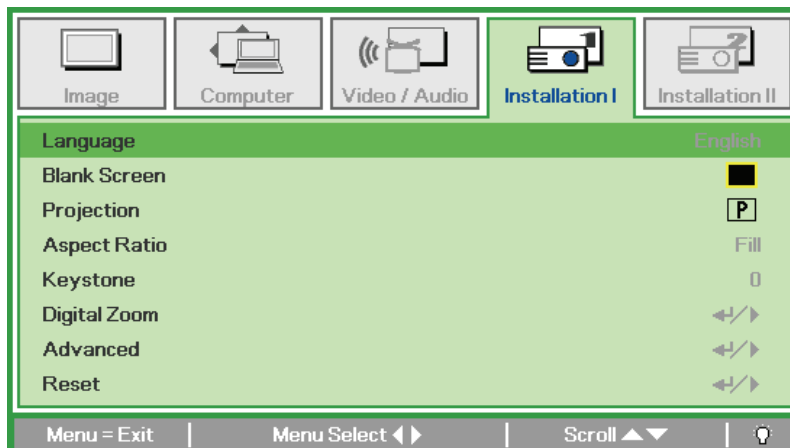 Image Computer Video / Audio Installation I Installation II
Language English
Blank Screen
Projection P
Aspect Ratio Fill
Keystone 0
Digital Zoom
Advanced
Reset
Menu = Exit Menu Select Scroll